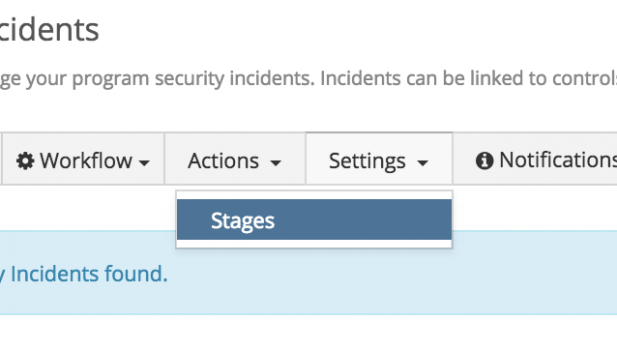 cidents
ge your program security incidents. Incidents can be linked to controls
Workflow Actions Settings Notifications
Stages
y Incidents found.